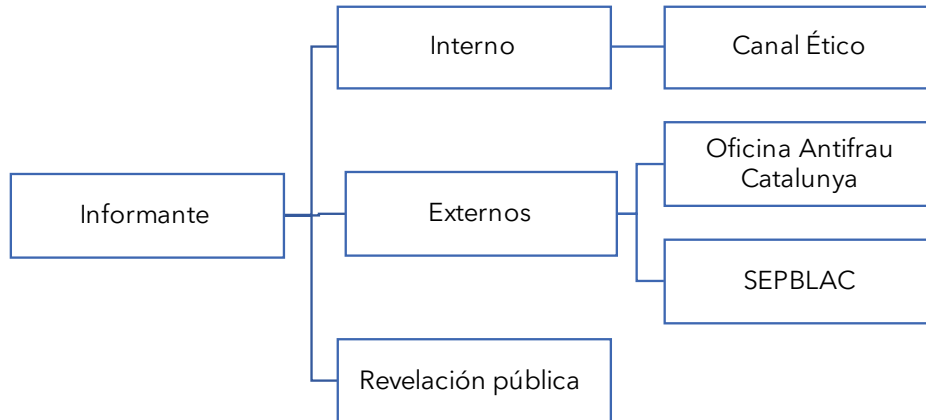 Interno
Canal Ético
Informante
Externos
Oficina Antifrau
Catalunya
SEPBLAC
Revelación pública